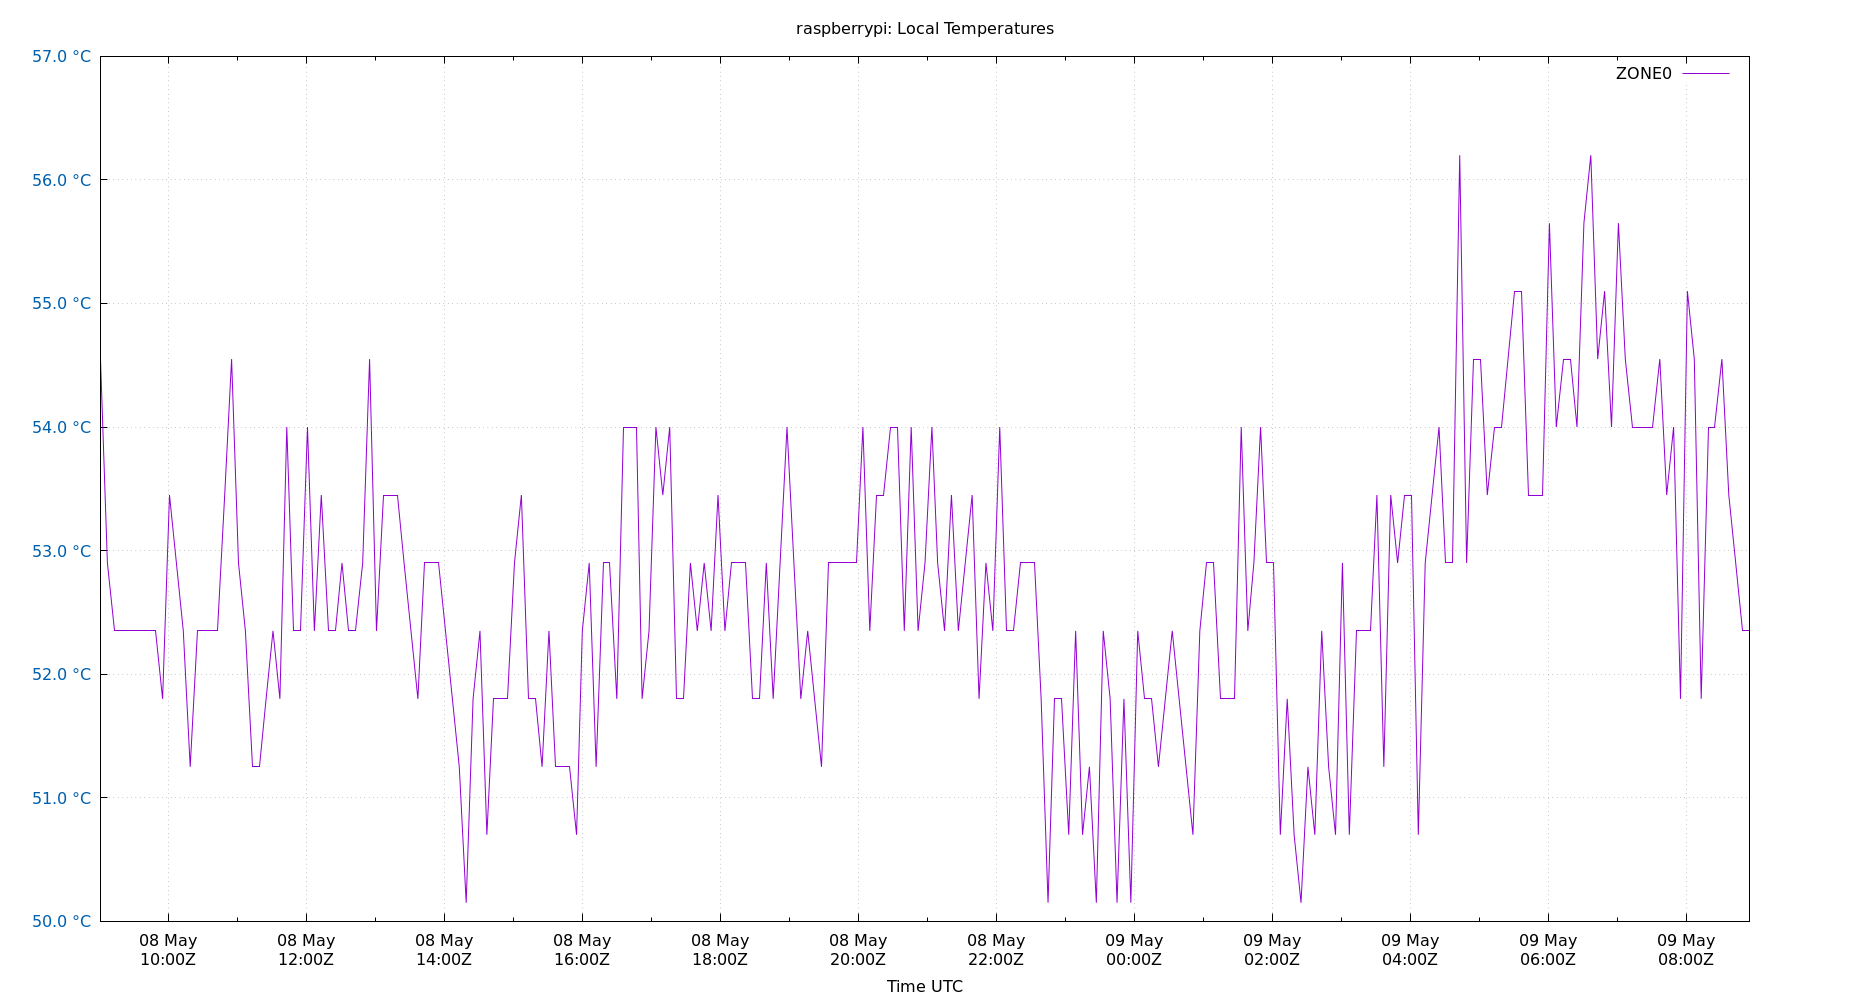 raspberrypi: Local Temperatures
57.0 °C
ZONE0
56.0 °C
55.0 °C
54.0 °C
53.0 °C
52.0 °C
51.0 °C
50.0 °C
08 May 08 May 08 May 08 May 08 May 08 May 08 May 09 May 09 May 09 May 09 May 09 May
10:00Z 12:00Z 14:00Z 16:00Z 18:00Z 20:00Z 22:00Z 00:00Z 02:00Z 04:00Z 06:00Z 08:00Z
Time UTC